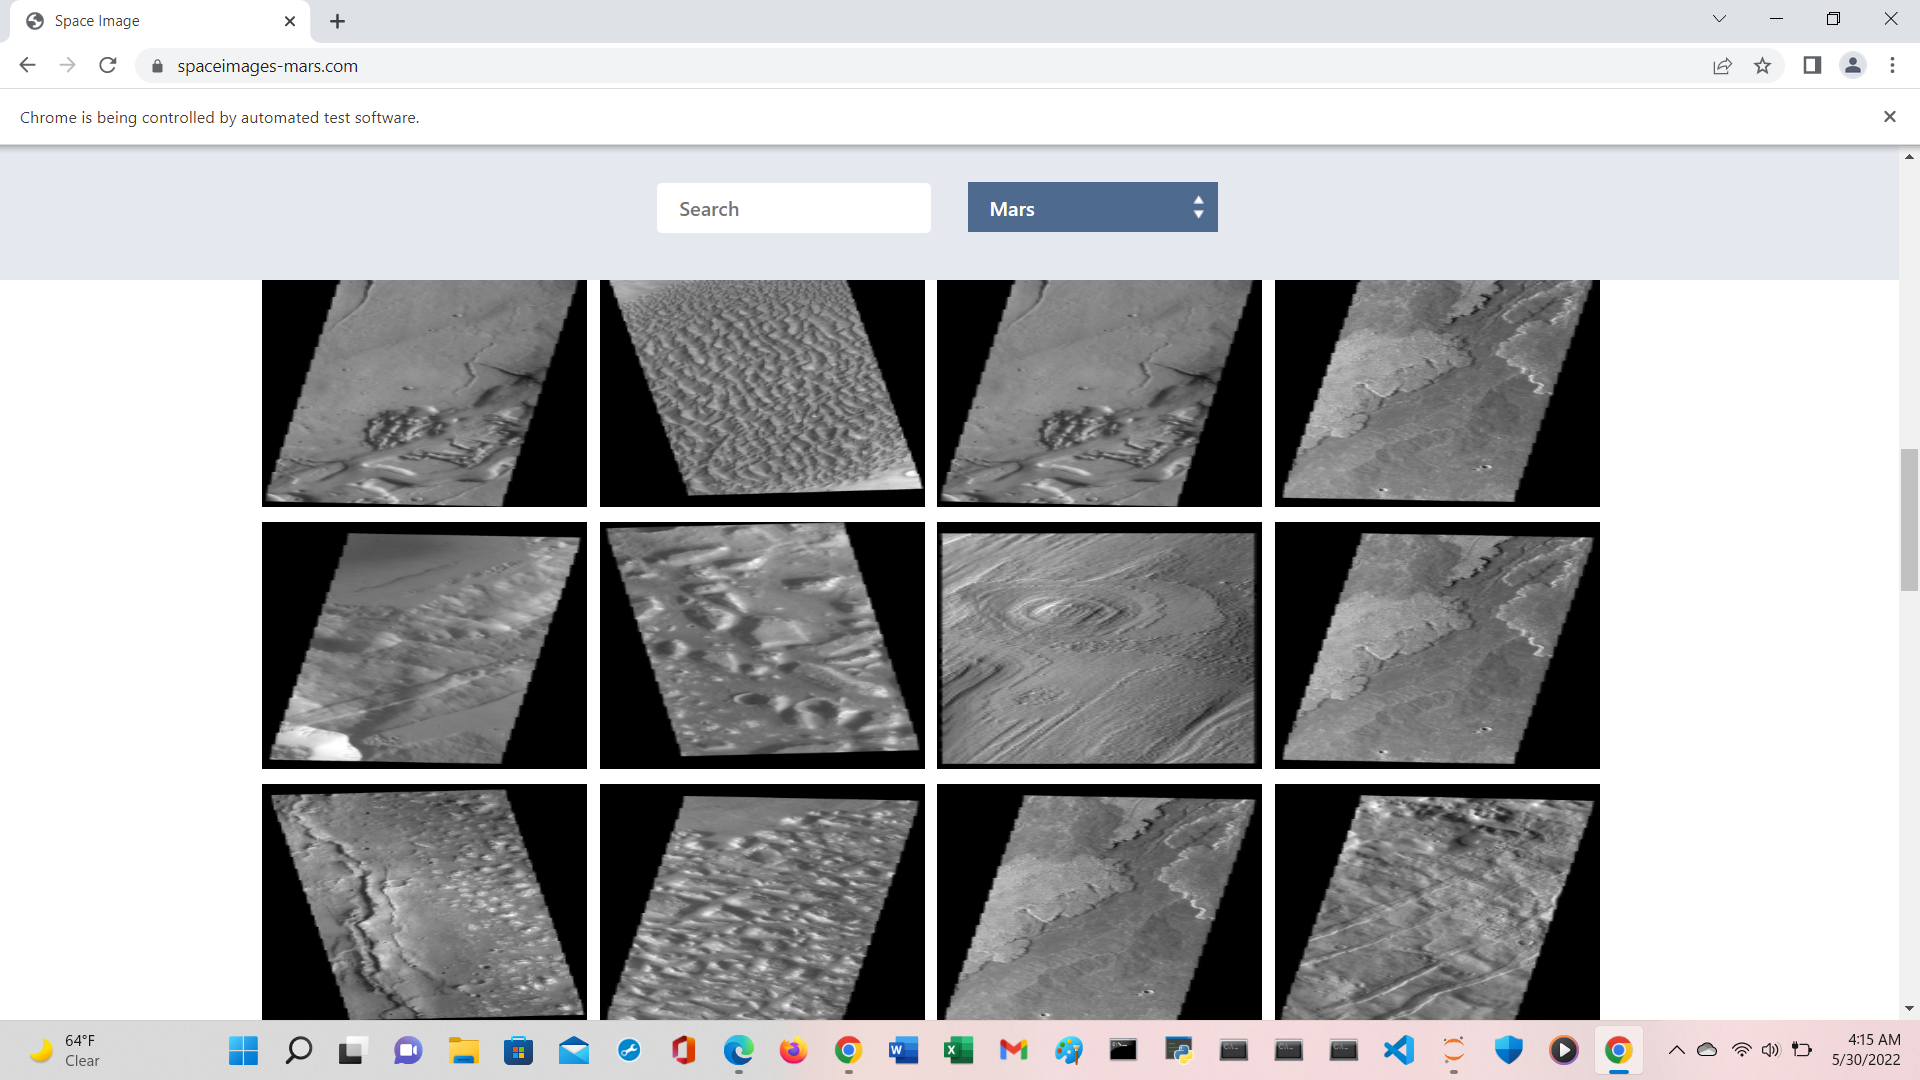 Space Image
spaceimages-mars.com
Chrome is being controlled by automated test software.
Search
Mars
64°F
Clear
4:15 AM
5/30/2022